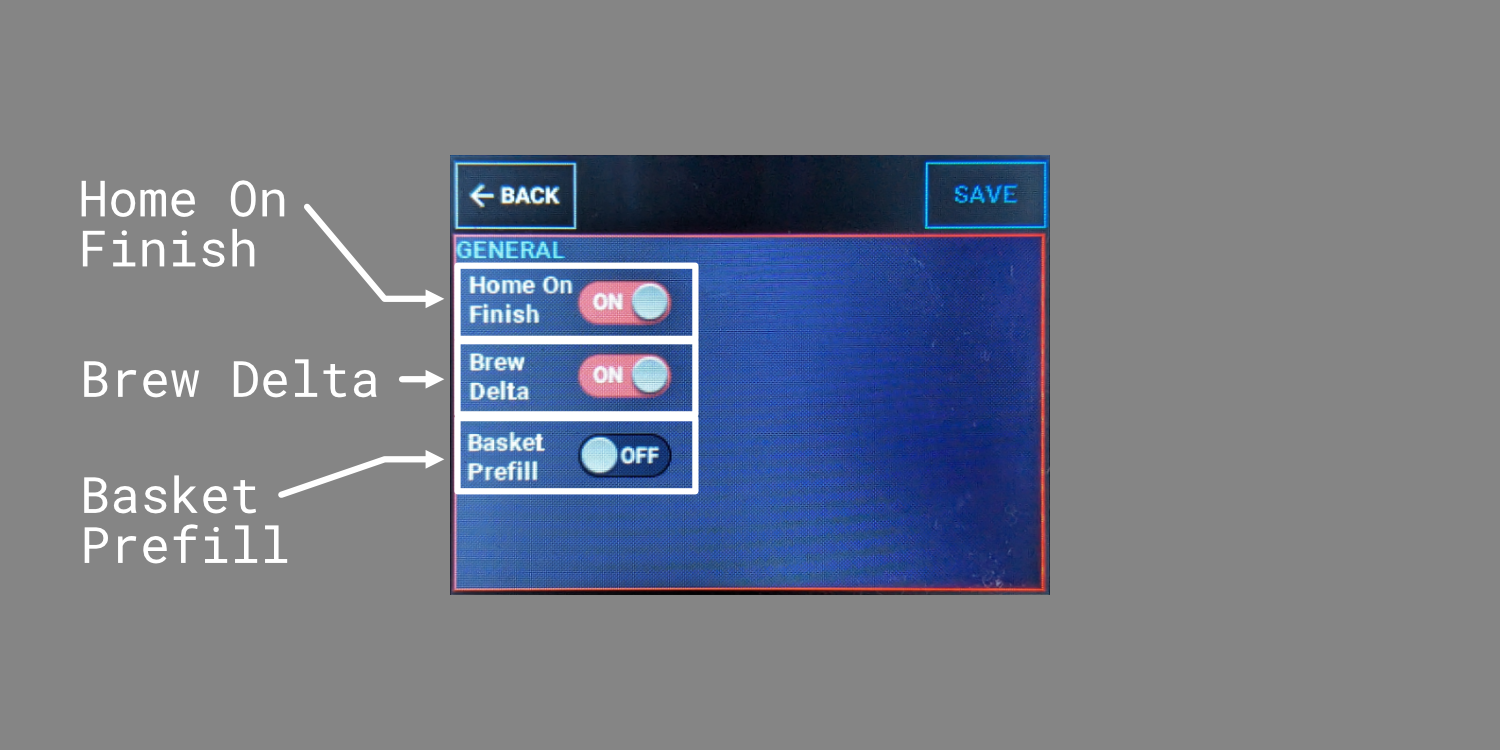 Home On
Finish
Brew Delta
Basket
Prefill
← BACK
SAVE
GENERAL
Home On
Finish
ON
Brew
Delta
ON
Basket
Prefill
OFF